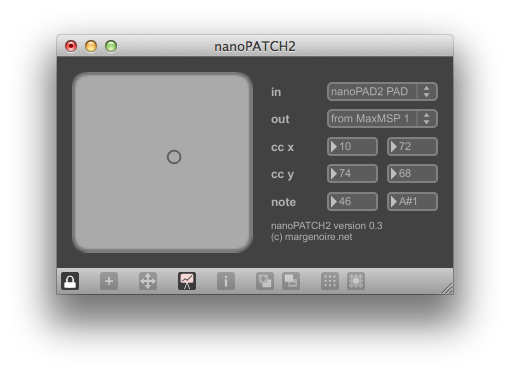 nanoPATCH2
in nanoPAD2 PAD
out from MaxMSP 1
cc x 10 72
cc y 74 68
note 46 A#1
nanoPATCH2 version 0.3
(c) margenoire.net